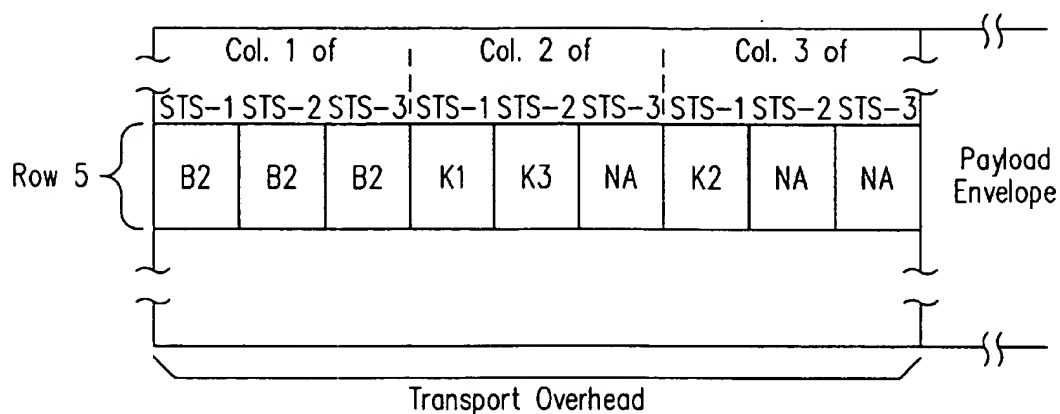 Col. 1 of Col. 2 of Col. 3 of
STS-1 STS-2 STS-3 STS-1 STS-2 STS-3 STS-1 STS-2 STS-3
Row 5 B2 B2 B2 K1 K3 NA K2 NA NA
Payload
Envelope
Transport Overhead